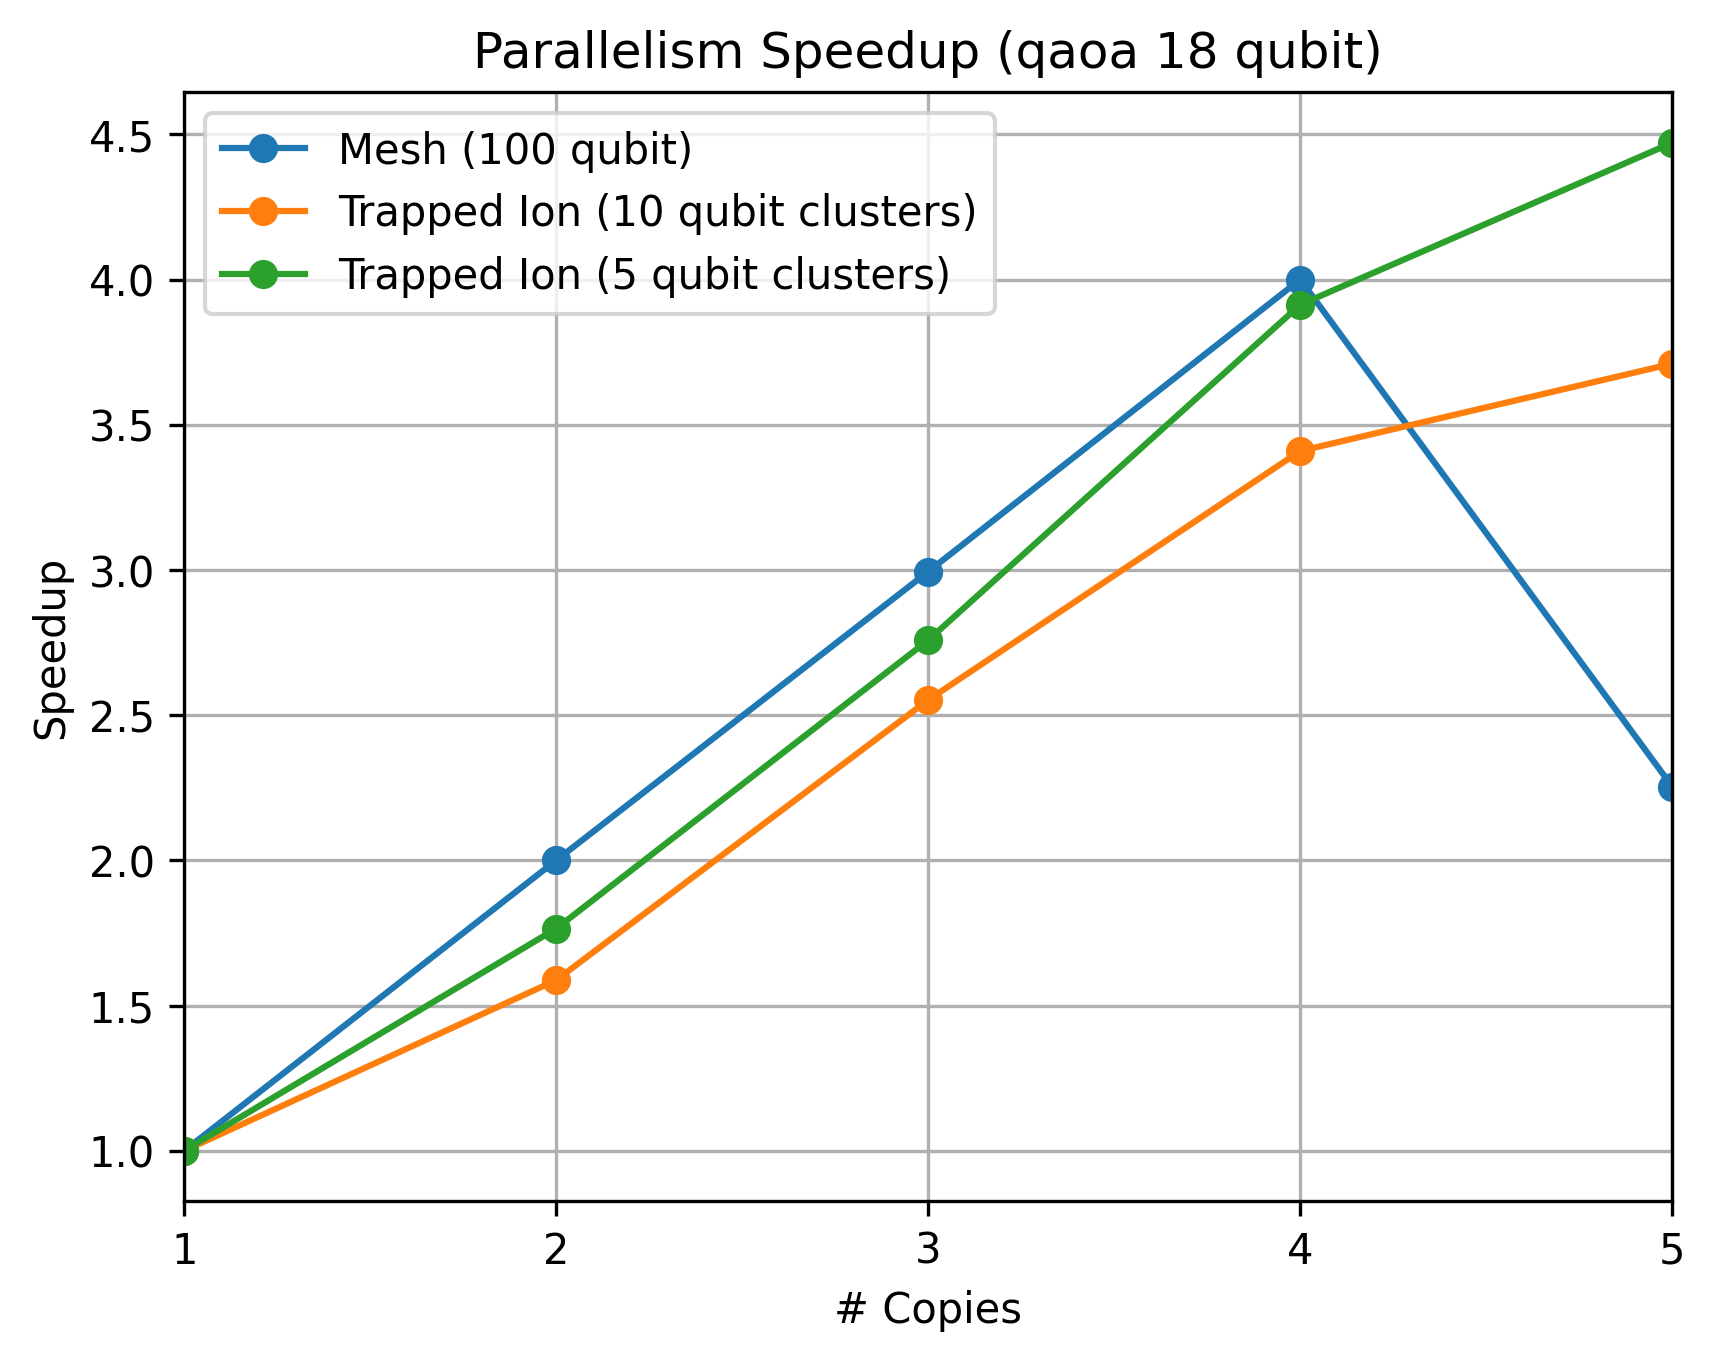 Parallelism Speedup (qaoa 18 qubit)
4.5
4.0
3.5
3.0
2.5
2.0
1.5
1.0
Speedup
Mesh (100 qubit)
Trapped Ion (10 qubit clusters)
Trapped Ion (5 qubit clusters)
1 2 3 4 5
# Copies